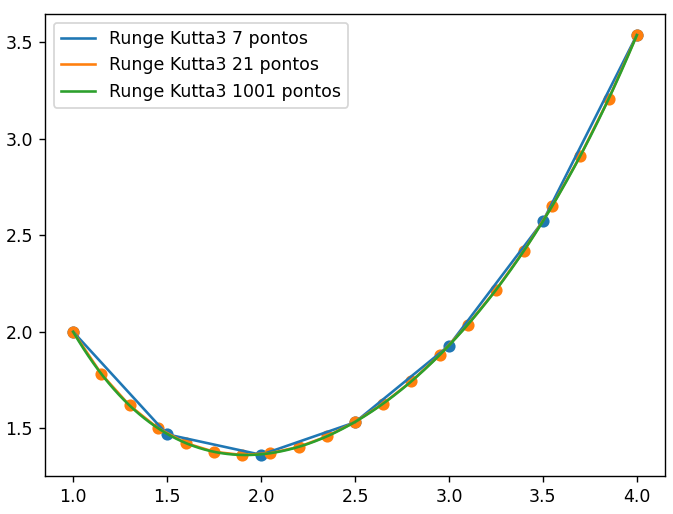 Runge Kutta3 7 pontos
Runge Kutta3 21 pontos
Runge Kutta3 1001 pontos
3.5
3.0
2.5
2.0
1.5
1.0 1.5 2.0 2.5 3.0 3.5 4.0